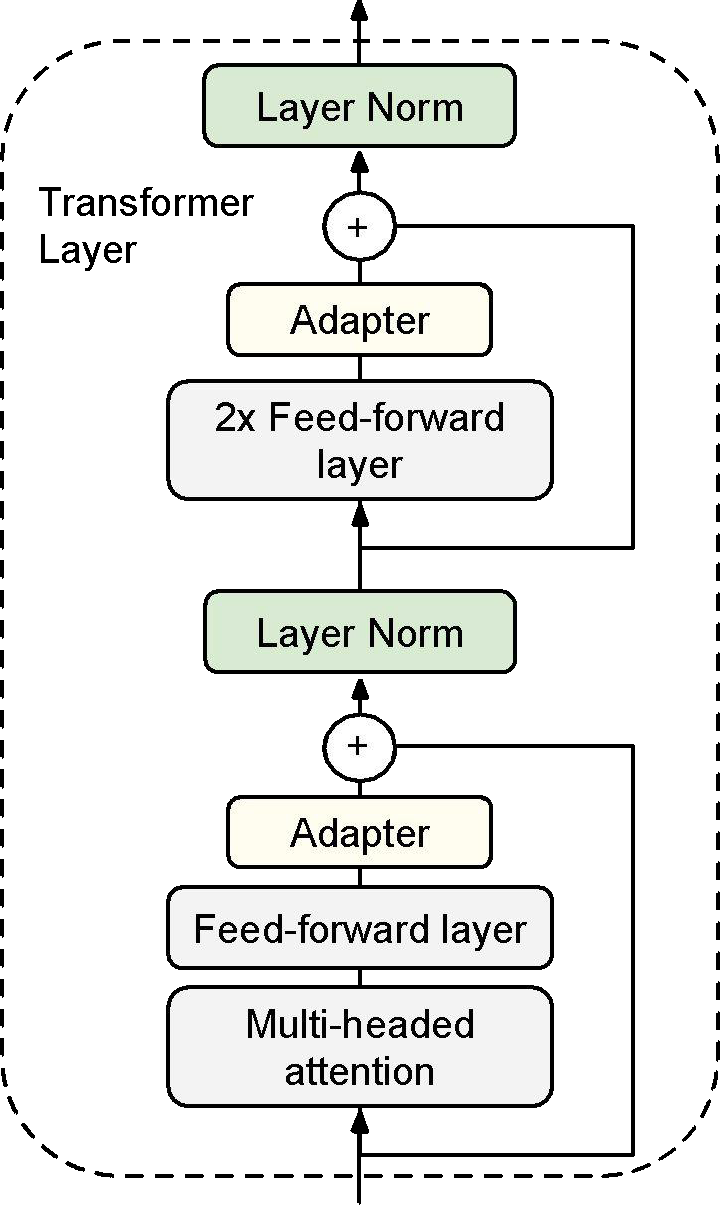 Layer Norm
Transformer
Layer
+
Adapter
2x Feed-forward
layer
Layer Norm
+
Adapter
Feed-forward layer
Multi-headed
attention